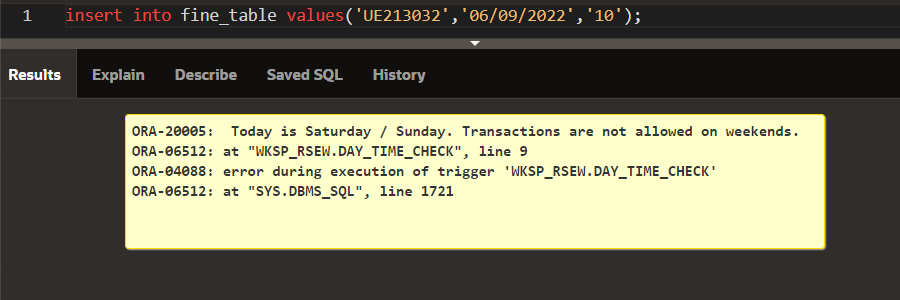 1 insert into fine_table values('UE213032','06/09/2022','10');
Results Explain Describe Saved SQL History
ORA-20005:  Today is Saturday / Sunday. Transactions are not allowed on weekends.
ORA-06512: at "WKSP_RSEW.DAY_TIME_CHECK", line 9
ORA-04088: error during execution of trigger 'WKSP_RSEW.DAY_TIME_CHECK'
ORA-06512: at "SYS.DBMS_SQL", line 1721